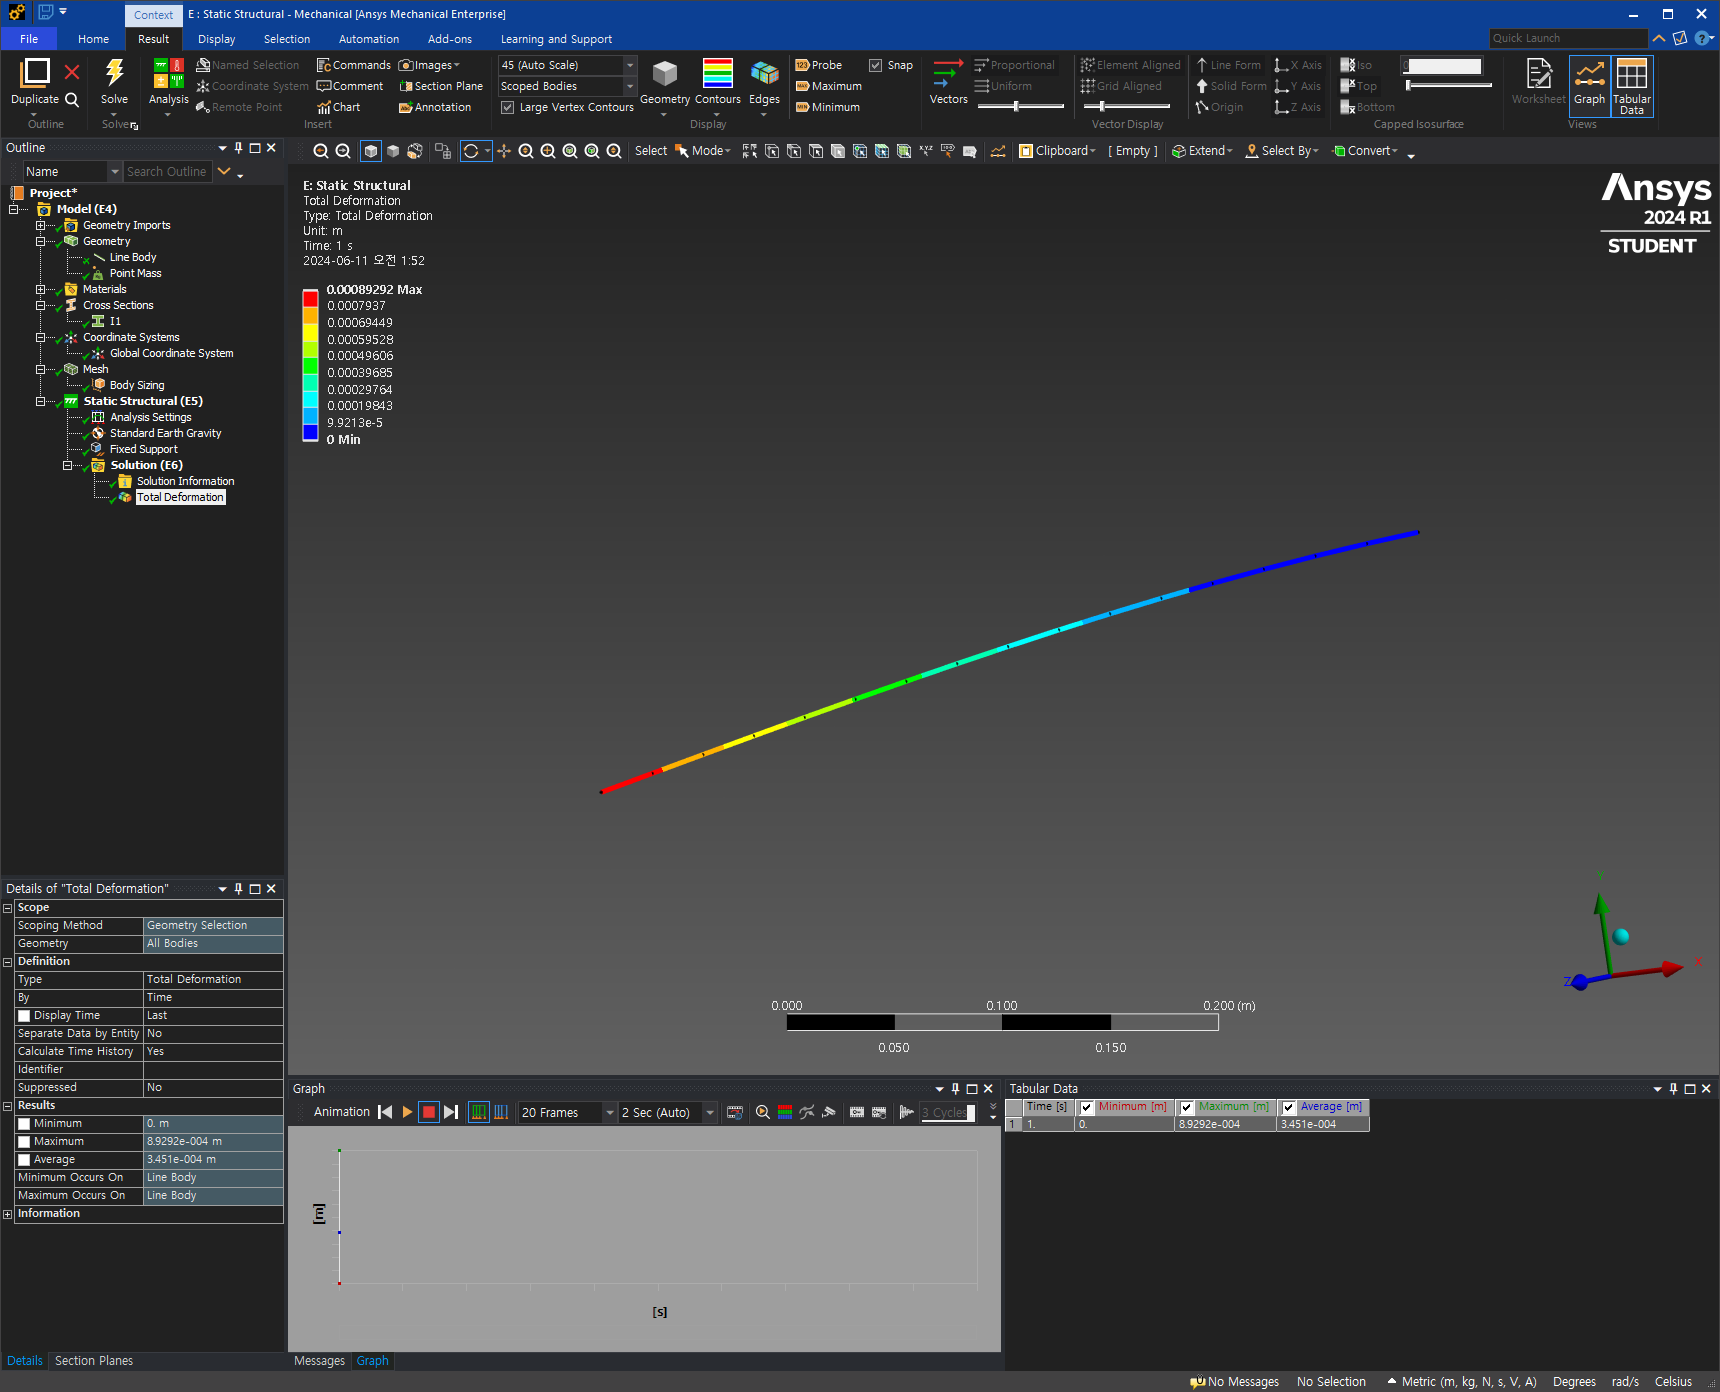 Context
E : Static Structural - Mechanical [Ansys Mechanical Enterprise]
File Home Result Display Selection Automation Add-ons Learning and Support Quick Launch
Duplicate
Outline
Solve
Solver
Analysis
Named Selection
Coordinate System
Remote Point
Commands
Comment
Chart
Images
Section Plane
Annotation
Insert
45 (Auto Scale)
Scoped Bodies
Large Vertex Contours
Geometry
Contours
Edges
Display
Probe
Maximum
Minimum
Snap
Vectors
Proportional
Uniform
Element Aligned
Grid Aligned
Line Form
Solid Form
Origin
X Axis
Y Axis
Z Axis
Vector Display
Iso
Top
Bottom
0
Capped Isosurface
Worksheet
Graph
Tabular Data
Views
Outline
Name Search Outline
Project*
Model (E4)
Geometry Imports
Geometry
Line Body
Point Mass
Materials
Cross Sections
I1
Coordinate Systems
Global Coordinate System
Mesh
Body Sizing
Static Structural (E5)
Analysis Settings
Standard Earth Gravity
Fixed Support
Solution (E6)
Solution Information
Total Deformation
Select Mode Clipboard [ Empty ] Extend Select By Convert
E: Static Structural
Total Deformation
Type: Total Deformation
Unit: m
Time: 1 s
2024-06-11 오전 1:52
0.00089292 Max
0.0007937
0.00069449
0.00059528
0.00049606
0.00039685
0.00029764
0.00019843
9.9213e-5
0 Min
Ansys
2024 R1
STUDENT
Y
X
Z
0.000 0.100 0.200 (m)
0.050 0.150
Details of "Total Deformation"
Scope
Scoping Method Geometry Selection
Geometry All Bodies
Definition
Type Total Deformation
By Time
Display Time Last
Separate Data by Entity No
Calculate Time History Yes
Identifier
Suppressed No
Results
Minimum 0. m
Maximum 8.9292e-004 m
Average 3.451e-004 m
Minimum Occurs On Line Body
Maximum Occurs On Line Body
Information
Details Section Planes
Graph
Animation 20 Frames 2 Sec (Auto) 3 Cycles
[m]
[s]
Messages Graph
Tabular Data
Time [s] Minimum [m] Maximum [m] Average [m]
1 1. 0. 8.9292e-004 3.451e-004
No Messages No Selection Metric (m, kg, N, s, V, A) Degrees rad/s Celsius